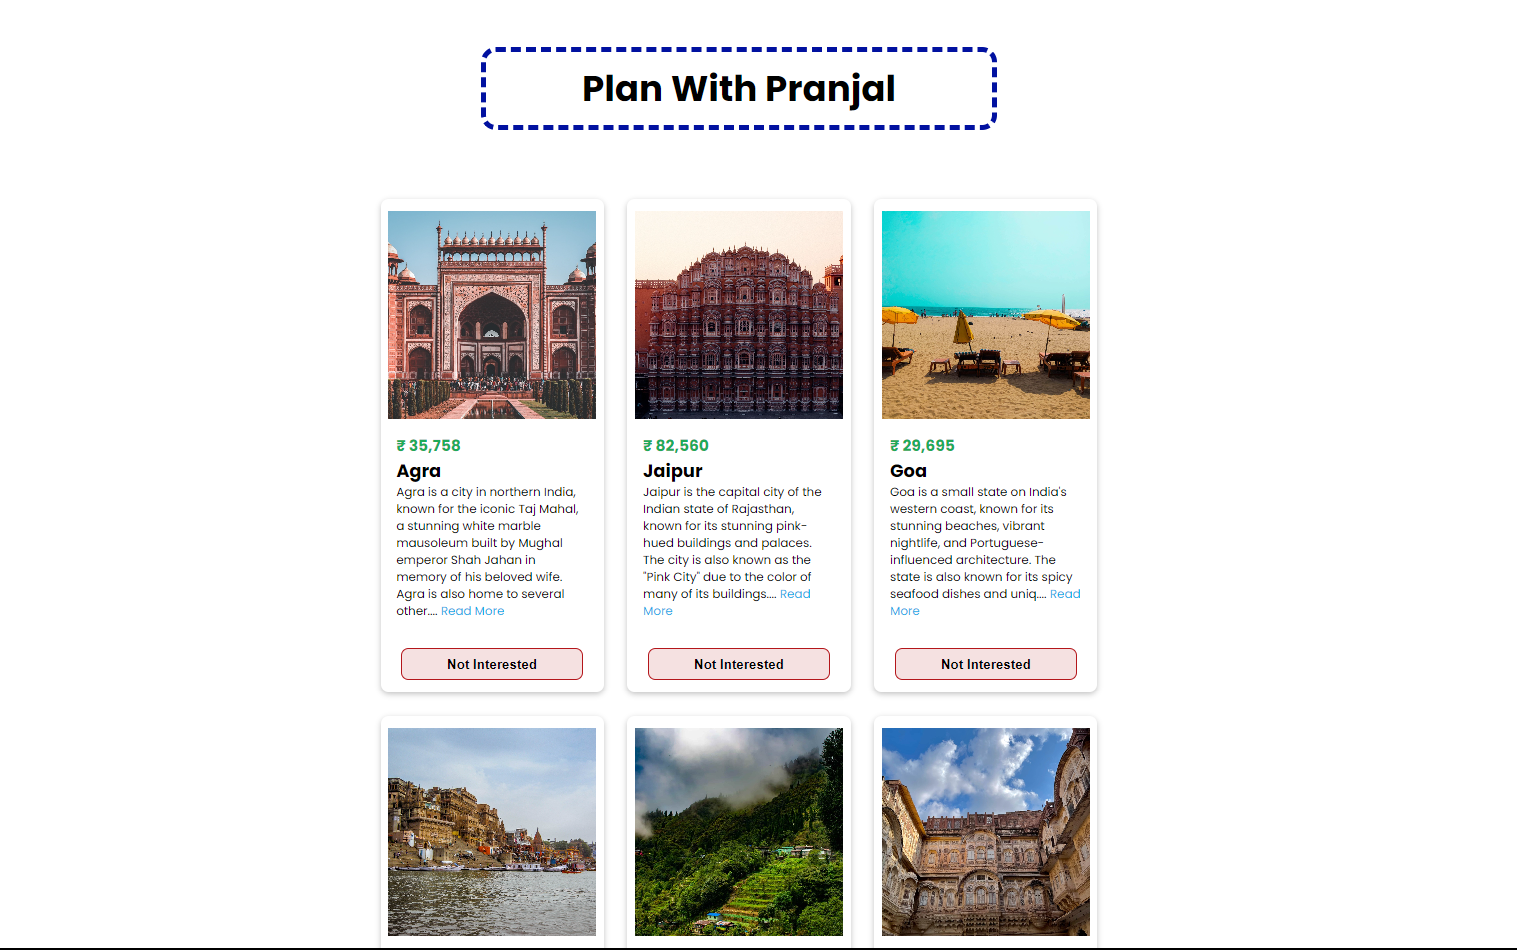 Plan With Pranjal
₹ 35,758
Agra
Agra is a city in northern India,
known for the iconic Taj Mahal,
a stunning white marble
mausoleum built by Mughal
emperor Shah Jahan in
memory of his beloved wife.
Agra is also home to several
other.... Read More
Not Interested
₹ 82,560
Jaipur
Jaipur is the capital city of the
Indian state of Rajasthan,
known for its stunning pink-
hued buildings and palaces.
The city is also known as the
"Pink City" due to the color of
many of its buildings.... Read
More
Not Interested
₹ 29,695
Goa
Goa is a small state on India's
western coast, known for its
stunning beaches, vibrant
nightlife, and Portuguese-
influenced architecture. The
state is also known for its spicy
seafood dishes and uniq.... Read
More
Not Interested